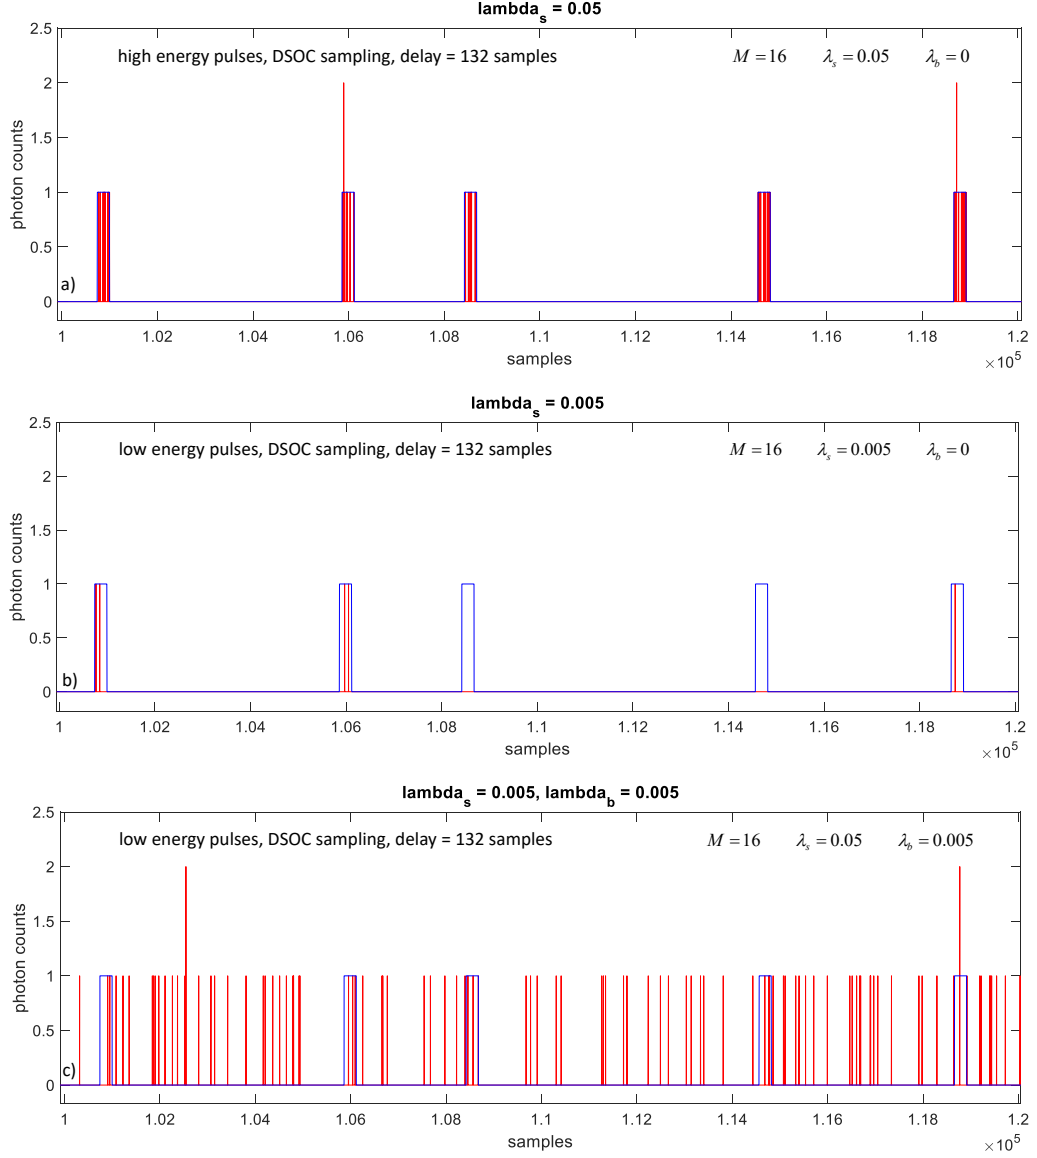 lambda_s = 0.05
2.5
high energy pulses, DSOC sampling, delay = 132 samples M = 16 λ_s = 0.05 λ_b = 0
2
1.5
photon counts
1
0.5
a)
0
1 1.02 1.04 1.06 1.08 1.1 1.12 1.14 1.16 1.18 1.2
samples
×10^5
lambda_s = 0.005
2.5
low energy pulses, DSOC sampling, delay = 132 samples M = 16 λ_s = 0.005 λ_b = 0
2
1.5
photon counts
1
0.5
b)
0
1 1.02 1.04 1.06 1.08 1.1 1.12 1.14 1.16 1.18 1.2
samples
×10^5
lambda_s = 0.005, lambda_b = 0.005
2.5
low energy pulses, DSOC sampling, delay = 132 samples M = 16 λ_s = 0.05 λ_b = 0.005
2
1.5
photon counts
1
0.5
c)
0
1 1.02 1.04 1.06 1.08 1.1 1.12 1.14 1.16 1.18 1.2
samples
×10^5